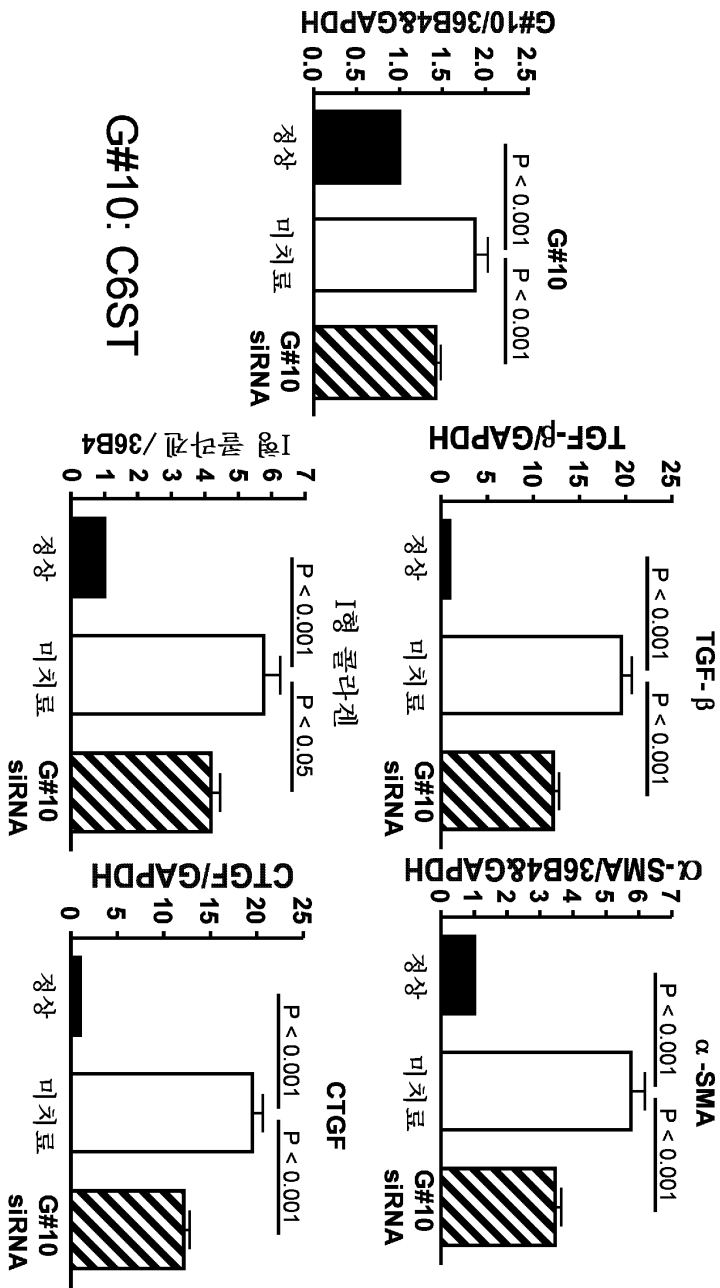 G#10
G#10/36B4&GAPDH
2.5
2.0
1.5
1.0
0.5
0.0
P < 0.001
P < 0.001
정상
미치료
G#10
siRNA
TGF- β
TGF-β/GAPDH
25
20
15
10
5
0
P < 0.001
P < 0.001
정상
미치료
G#10
siRNA
α -SMA
α-SMA/36B4&GAPDH
7
6
5
4
3
2
1
0
P < 0.001
P < 0.001
정상
미치료
G#10
siRNA
G#10: C6ST
I형 콜라겐
I형 콜라겐/36B4
7
6
5
4
3
2
1
0
P < 0.001
P < 0.05
정상
미치료
G#10
siRNA
CTGF
CTGF/GAPDH
25
20
15
10
5
0
P < 0.001
P < 0.001
정상
미치료
G#10
siRNA